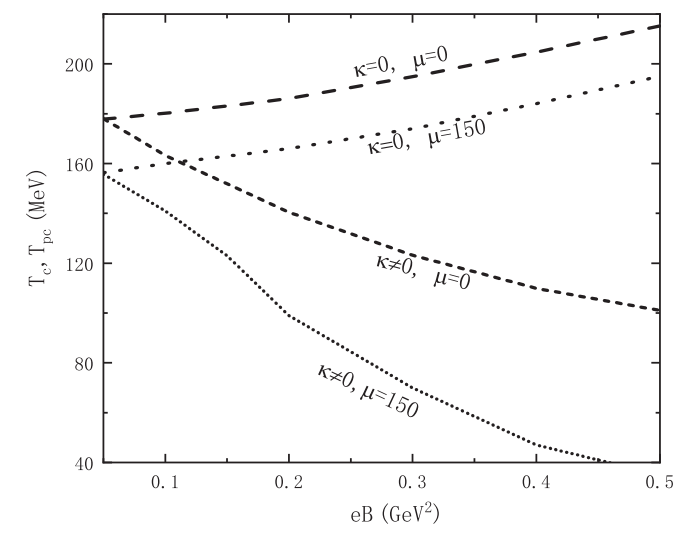 200
160
120
80
40
T_c, T_pc (MeV)
κ=0, μ=0
κ=0, μ=150
κ≠0, μ=0
κ≠0, μ=150
0.1 0.2 0.3 0.4 0.5
eB (GeV²)